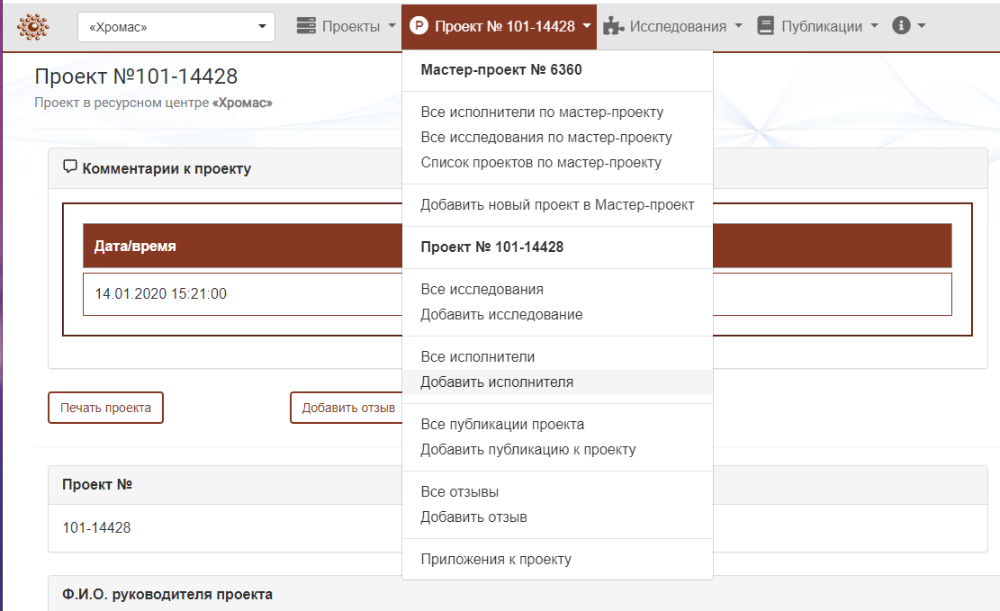 «Хромас»
Проекты
P Проект № 101-14428
Исследования
Публикации
Проект №101-14428
Проект в ресурсном центре «Хромас»
Комментарии к проекту
Дата/время
14.01.2020 15:21:00
Печать проекта
Добавить отзыв
Проект №
101-14428
Ф.И.О. руководителя проекта
Мастер-проект № 6360
Все исполнители по мастер-проекту
Все исследования по мастер-проекту
Список проектов по мастер-проекту
Добавить новый проект в Мастер-проект
Проект № 101-14428
Все исследования
Добавить исследование
Все исполнители
Добавить исполнителя
Все публикации проекта
Добавить публикацию к проекту
Все отзывы
Добавить отзыв
Приложения к проекту